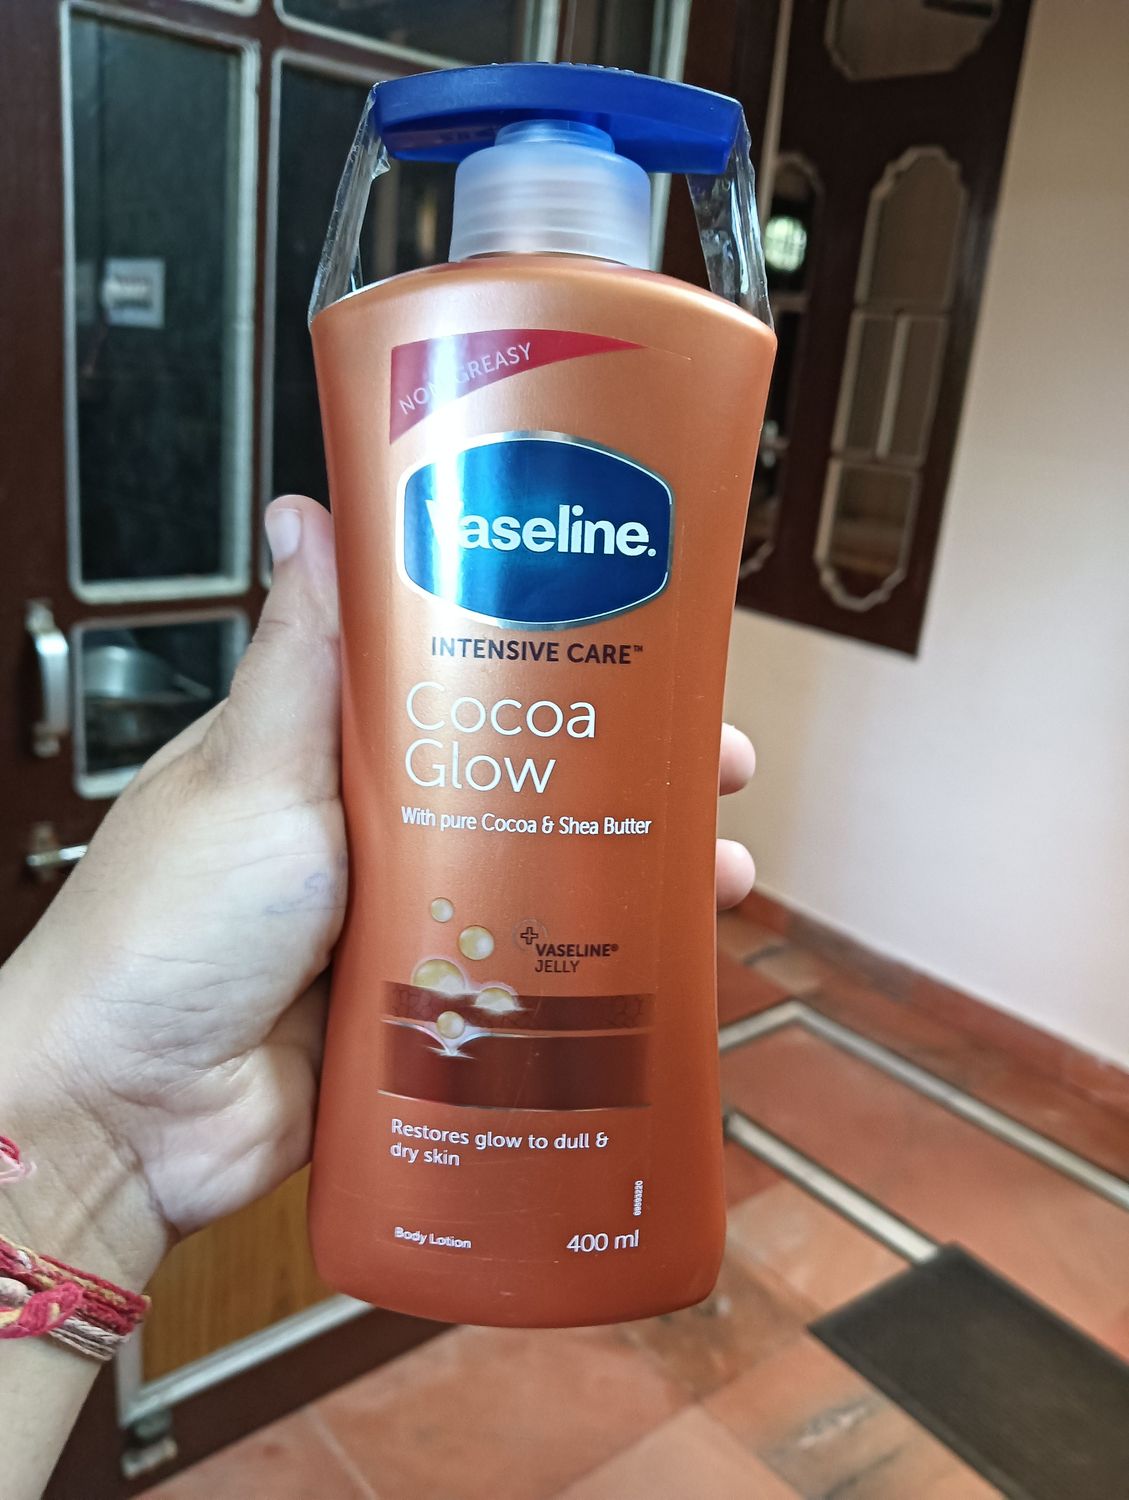 NON-GREASY
Vaseline.
INTENSIVE CARE™
Cocoa
Glow
With pure Cocoa & Shea Butter
VASELINE®
JELLY
Restores glow to dull &
dry skin
Body Lotion
400 ml